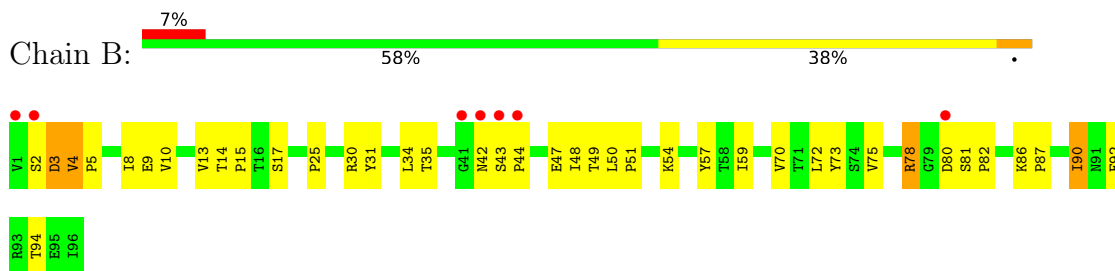 7%
Chain B:
58% 38% •
V1 S2 D3 V4 P5 I8 E9 V10 V13 T14 P15 T16 S17 P25 R30 Y31 L34 T35 G41 N42 S43 P44 E47 I48 T49 L50 P51 K54 Y57 T58 I59 V70 T71 L72 Y73 S74 V75 R78 G79 D80 S81 P82 K86 P87 I90 N91
R93 T94 E95 I96